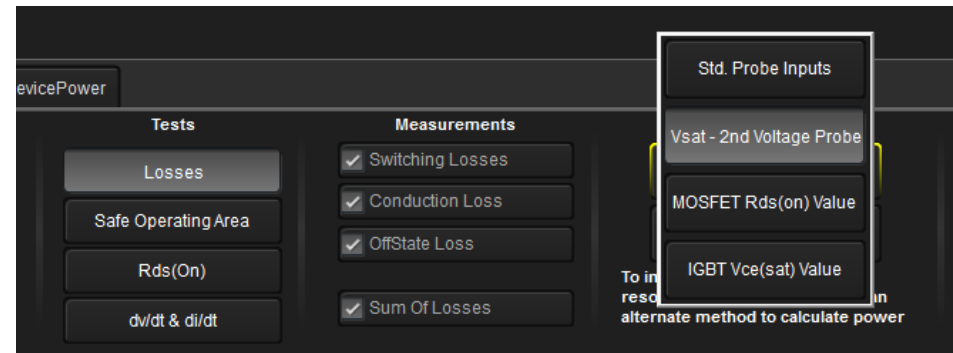 evicePower
Tests
Losses
Safe Operating Area
Rds(On)
dv/dt & di/dt
Measurements
Switching Losses
Conduction Loss
OffState Loss
Sum Of Losses
Std. Probe Inputs
Vsat - 2nd Voltage Probe
MOSFET Rds(on) Value
IGBT Vce(sat) Value
To in
reso
alternate method to calculate power